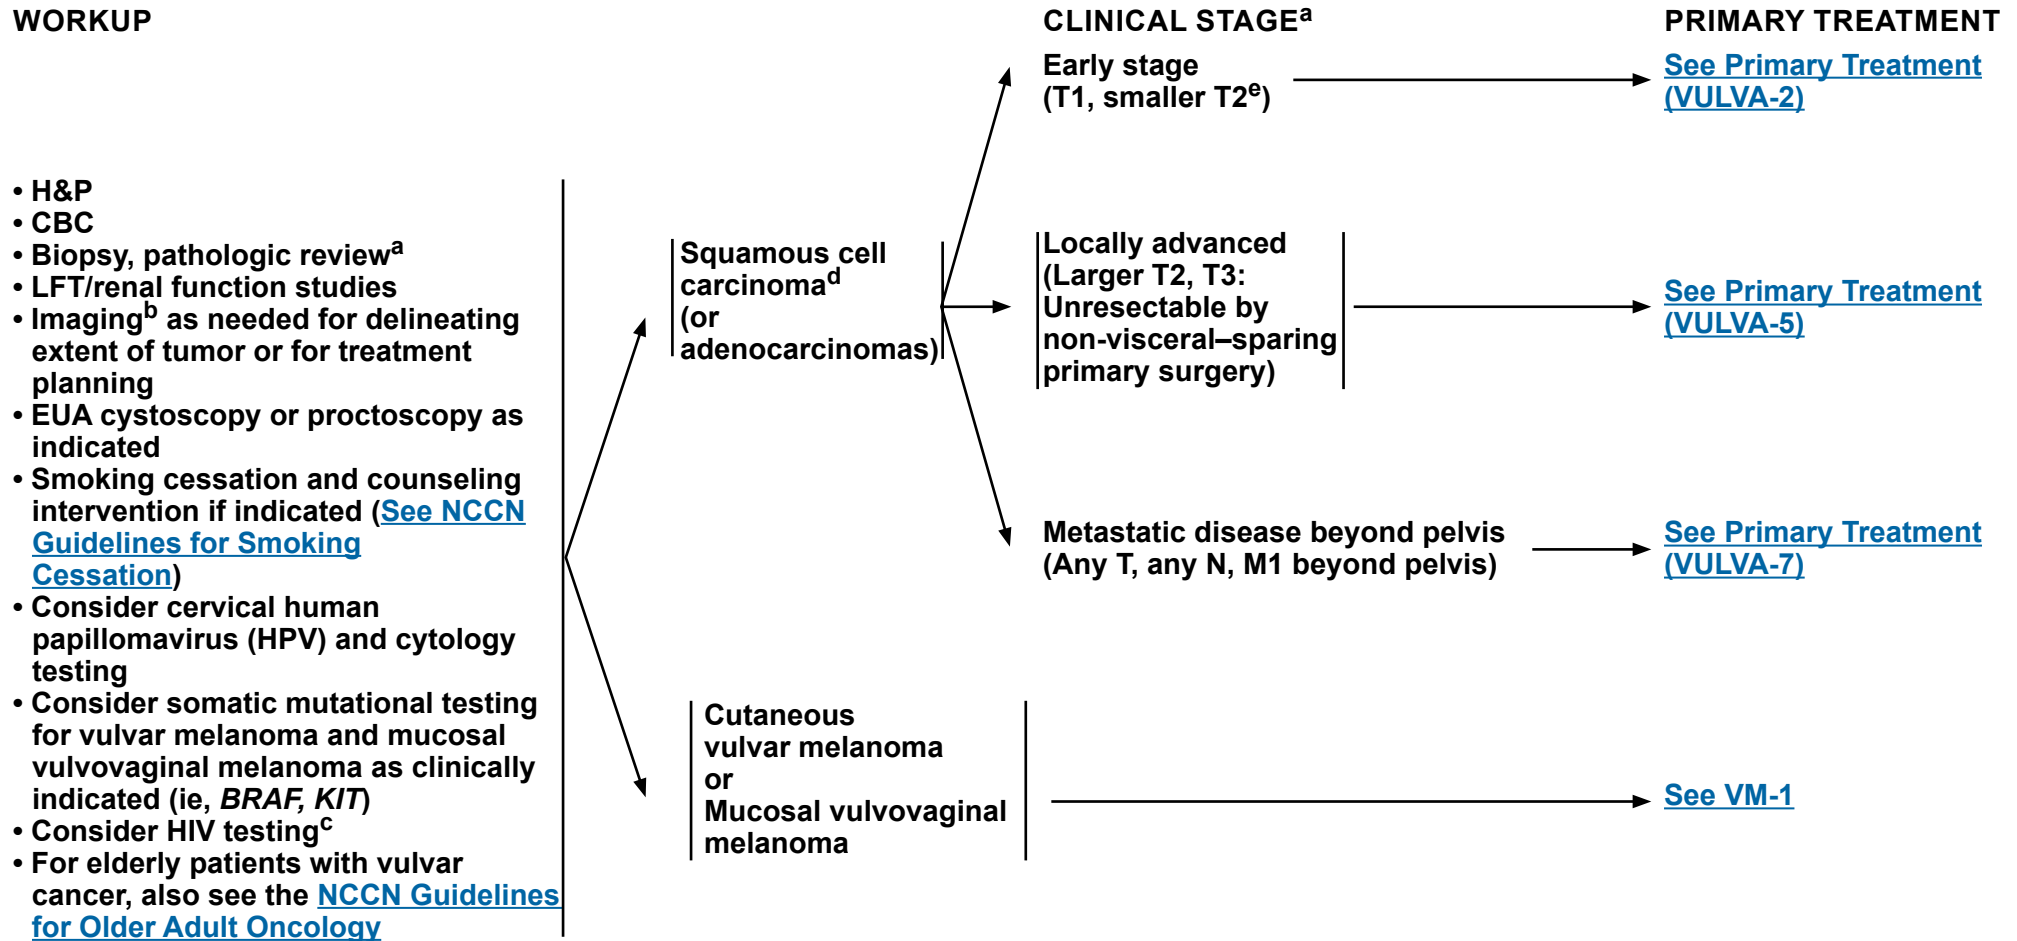 WORKUP
CLINICAL STAGEa
PRIMARY TREATMENT
• H&P
• CBC
• Biopsy, pathologic reviewa
• LFT/renal function studies
• Imagingb as needed for delineating
extent of tumor or for treatment
planning
• EUA cystoscopy or proctoscopy as
indicated
• Smoking cessation and counseling
intervention if indicated (See NCCN
Guidelines for Smoking
Cessation)
• Consider cervical human
papillomavirus (HPV) and cytology
testing
• Consider somatic mutational testing
for vulvar melanoma and mucosal
vulvovaginal melanoma as clinically
indicated (ie, BRAF, KIT)
• Consider HIV testingc
• For elderly patients with vulvar
cancer, also see the NCCN Guidelines
for Older Adult Oncology
Squamous cell
carcinomad
(or
adenocarcinomas)
Early stage
(T1, smaller T2e)
See Primary Treatment
(VULVA-2)
Locally advanced
(Larger T2, T3:
Unresectable by
non-visceral–sparing
primary surgery)
See Primary Treatment
(VULVA-5)
Metastatic disease beyond pelvis
(Any T, any N, M1 beyond pelvis)
See Primary Treatment
(VULVA-7)
Cutaneous
vulvar melanoma
or
Mucosal vulvovaginal
melanoma
See VM-1